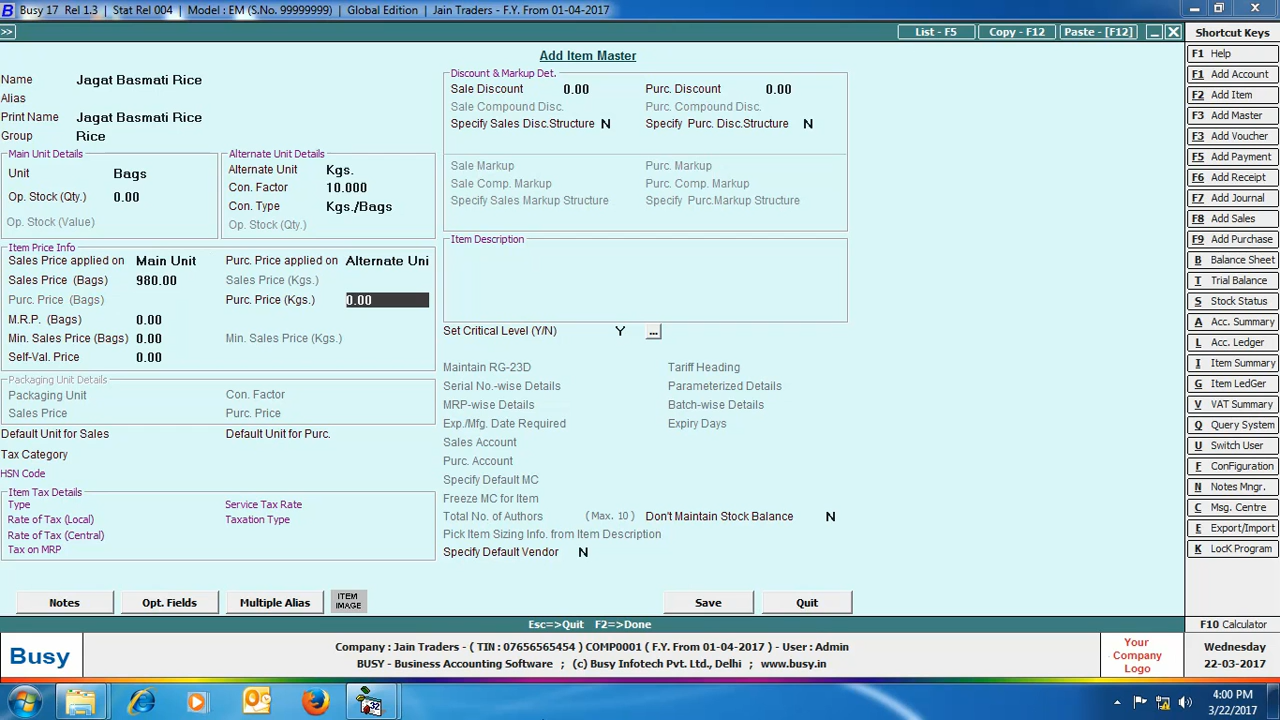 Busy 17 Rel 1.3 | Stat Rel 004 | Model : EM (S.No. 99999999) | Global Edition | Jain Traders - F.Y. From 01-04-2017
>> List - F5 Copy - F12 Paste - [F12] Shortcut Keys
Add Item Master
Name Jagat Basmati Rice
Alias
Print Name Jagat Basmati Rice
Group Rice
Main Unit Details
Unit Bags
Op. Stock (Qty.) 0.00
Op. Stock (Value)
Alternate Unit Details
Alternate Unit Kgs.
Con. Factor 10.000
Con. Type Kgs./Bags
Op. Stock (Qty.)
Item Price Info
Sales Price applied on Main Unit Purc. Price applied on Alternate Uni
Sales Price (Bags) 980.00 Sales Price (Kgs.)
Purc. Price (Bags) Purc. Price (Kgs.) 0.00
M.R.P. (Bags) 0.00
Min. Sales Price (Bags) 0.00 Min. Sales Price (Kgs.)
Self-Val. Price 0.00
Packaging Unit Details
Packaging Unit Con. Factor
Sales Price Purc. Price
Default Unit for Sales Default Unit for Purc.
Tax Category
HSN Code
Item Tax Details
Type Service Tax Rate
Rate of Tax (Local) Taxation Type
Rate of Tax (Central)
Tax on MRP
Discount & Markup Det.
Sale Discount 0.00 Purc. Discount 0.00
Sale Compound Disc. Purc. Compound Disc.
Specify Sales Disc.Structure N Specify Purc. Disc.Structure N
Sale Markup Purc. Markup
Sale Comp. Markup Purc. Comp. Markup
Specify Sales Markup Structure Specify Purc.Markup Structure
Item Description
Set Critical Level (Y/N) Y ...
Maintain RG-23D Tariff Heading
Serial No.-wise Details Parameterized Details
MRP-wise Details Batch-wise Details
Exp./Mfg. Date Required Expiry Days
Sales Account
Purc. Account
Specify Default MC
Freeze MC for Item
Total No. of Authors ( Max. 10 ) Don't Maintain Stock Balance N
Pick Item Sizing Info. from Item Description
Specify Default Vendor N
Notes Opt. Fields Multiple Alias ITEM IMAGE Save Quit
Esc=>Quit F2=>Done
F1 Help
F1 Add Account
F2 Add Item
F3 Add Master
F3 Add Voucher
F5 Add Payment
F6 Add Receipt
F7 Add Journal
F8 Add Sales
F9 Add Purchase
B Balance Sheet
T Trial Balance
S Stock Status
A Acc. Summary
L Acc. Ledger
I Item Summary
G Item LedGer
V VAT Summary
Q Query System
U Switch User
F Configuration
N Notes Mngr.
C Msg. Centre
E Export/Import
K LocK Program
F10 Calculator
Busy
Company : Jain Traders - ( TIN : 07656565454 ) COMP0001 ( F.Y. From 01-04-2017 ) - User : Admin
BUSY - Business Accounting Software ; (c) Busy Infotech Pvt. Ltd., Delhi ; www.busy.in
Your
Company
Logo
Wednesday
22-03-2017
32
4:00 PM
3/22/2017